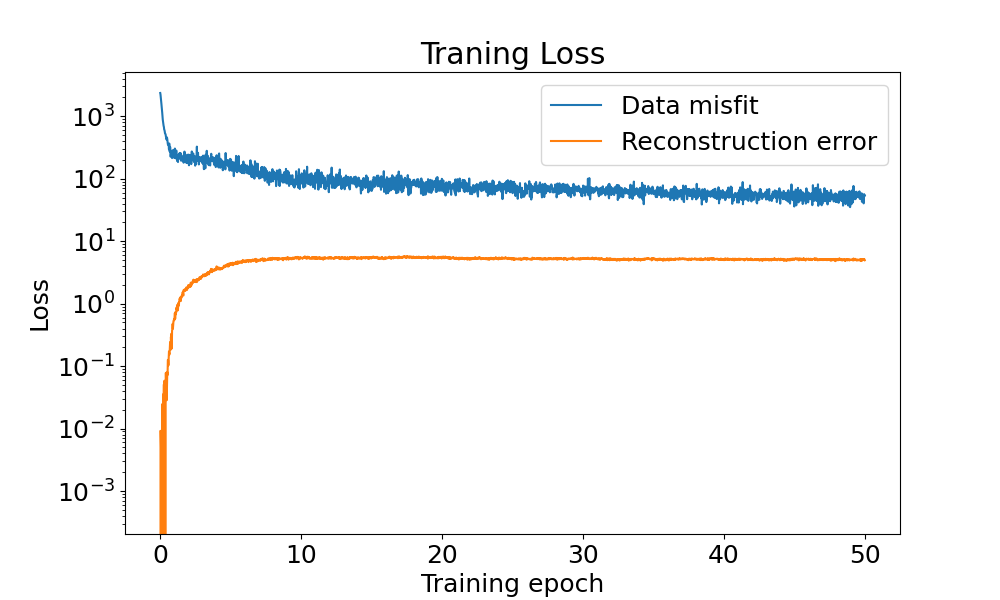 Traning Loss
Data misfit
Reconstruction error
Loss
10³
10²
10¹
10⁰
10⁻¹
10⁻²
10⁻³
0 10 20 30 40 50
Training epoch